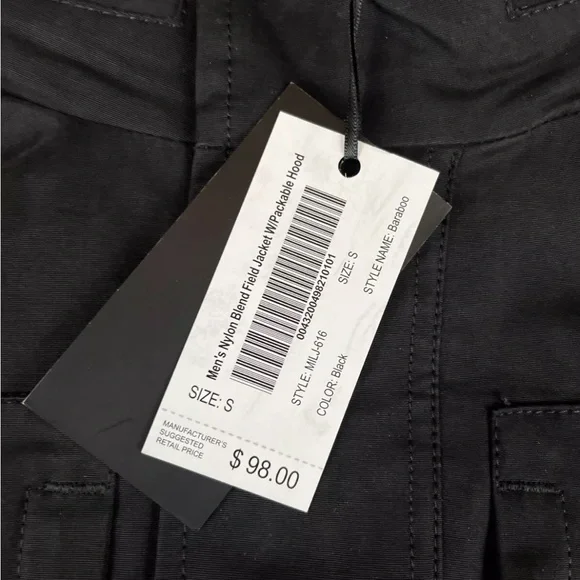 Men's Nylon Blend Field Jacket W/Packable Hood
0043200498210101
SIZE: S
STYLE: MILJ-616
SIZE: S
COLOR: Black
STYLE NAME: Baraboo
MANUFACTURER'S
SUGGESTED
RETAIL PRICE
$ 98.00